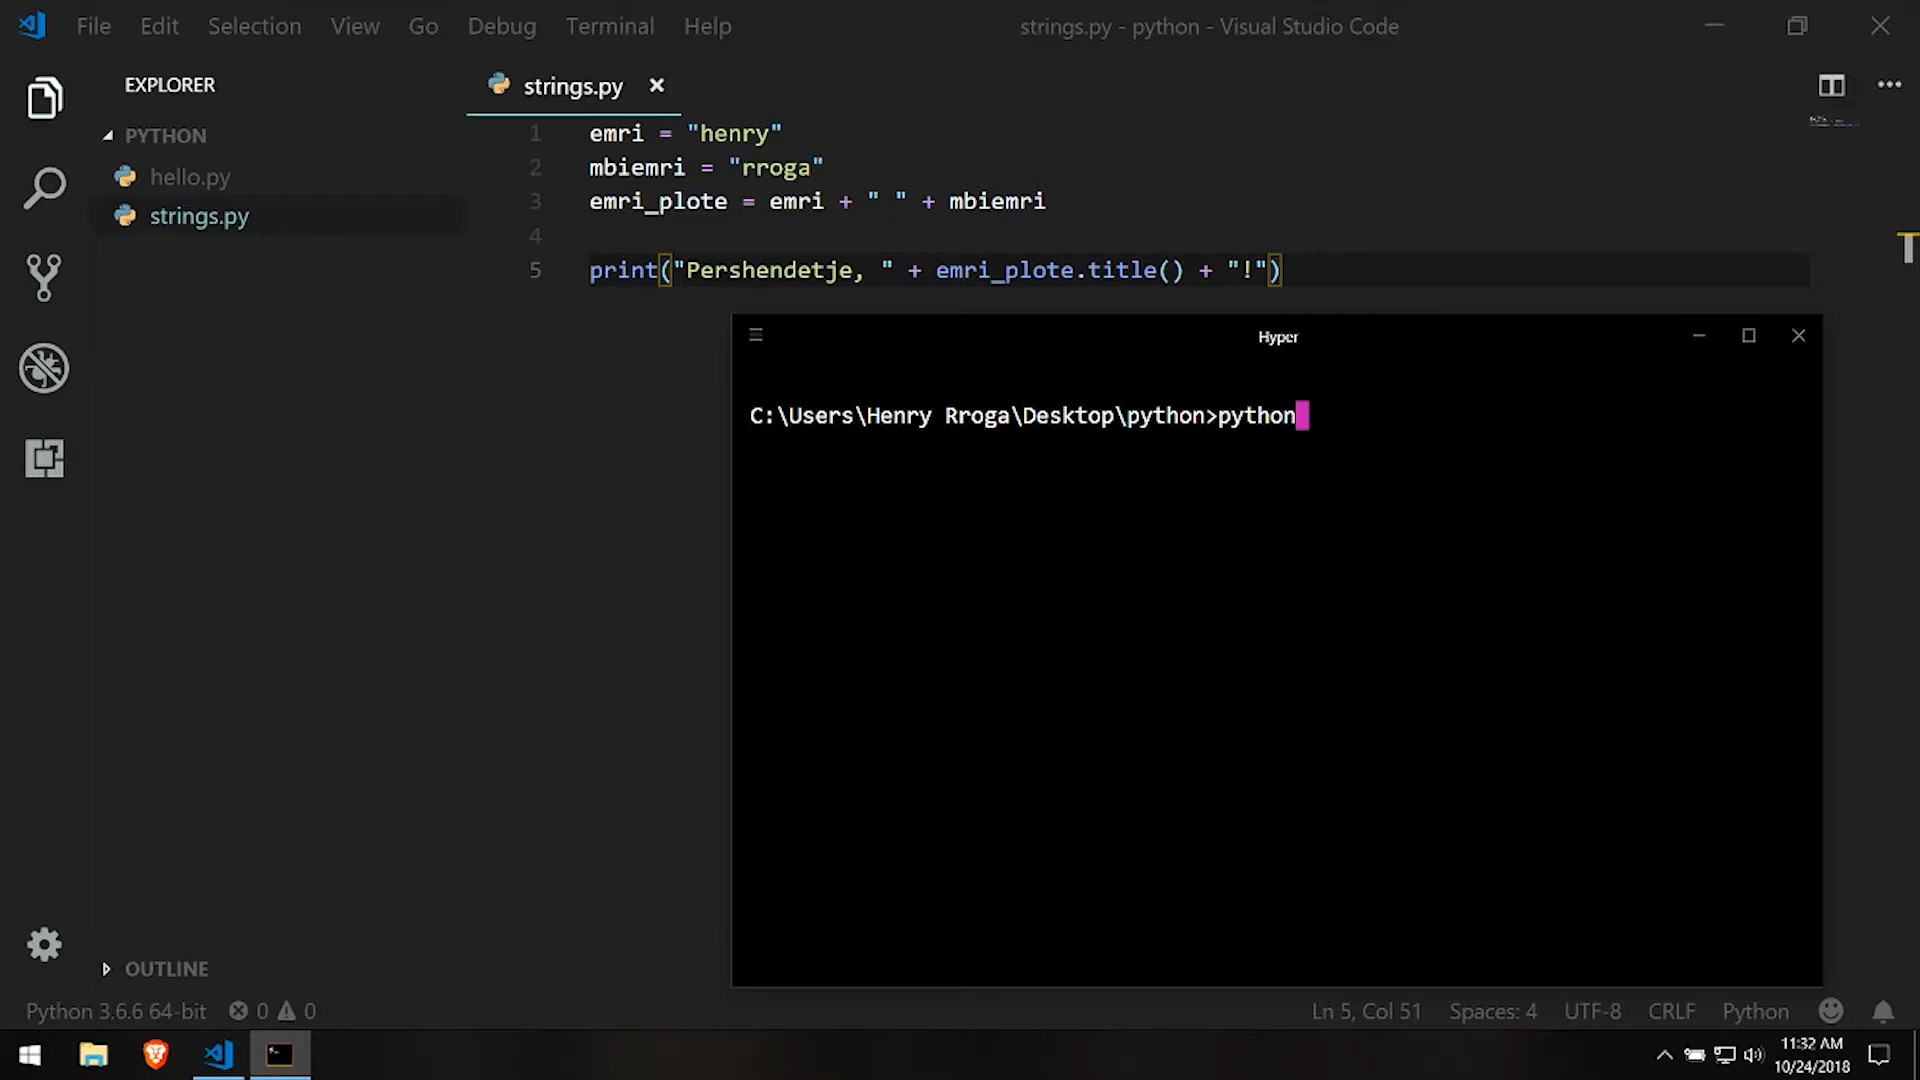 File Edit Selection View Go Debug Terminal Help strings.py - python - Visual Studio Code
EXPLORER
PYTHON
hello.py
strings.py
OUTLINE
strings.py
1 emri = "henry"
2 mbiemri = "rroga"
3 emri_plote = emri + " " + mbiemri
4
5 print("Pershendetje, " + emri_plote.title() + "!")
Hyper
C:\Users\Henry Rroga\Desktop\python>python
Python 3.6.6 64-bit 0 0 Ln 5, Col 51 Spaces: 4 UTF-8 CRLF Python
11:32 AM
10/24/2018